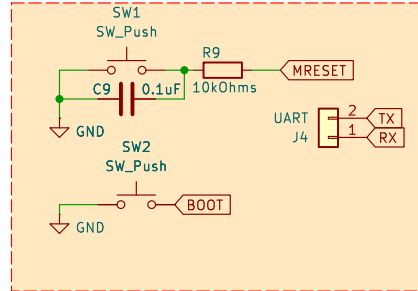 SW1
SW_Push
R9
MRESET
C9 0.1uF
10kOhms
GND
UART
J4
2 TX
1 RX
SW2
SW_Push
BOOT
GND